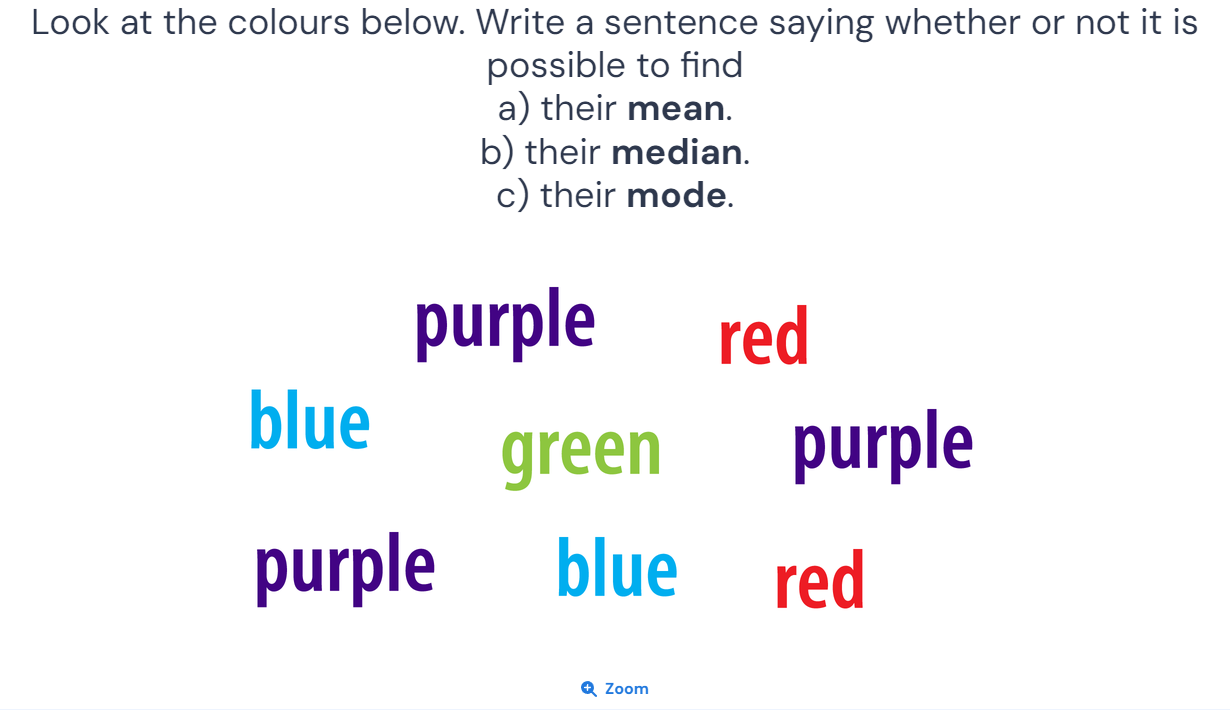 Look at the colours below. Write a sentence saying whether or not it is
possible to find
a) their mean.
b) their median.
c) their mode.
purple
red
blue
green
purple
purple
blue
red
Zoom